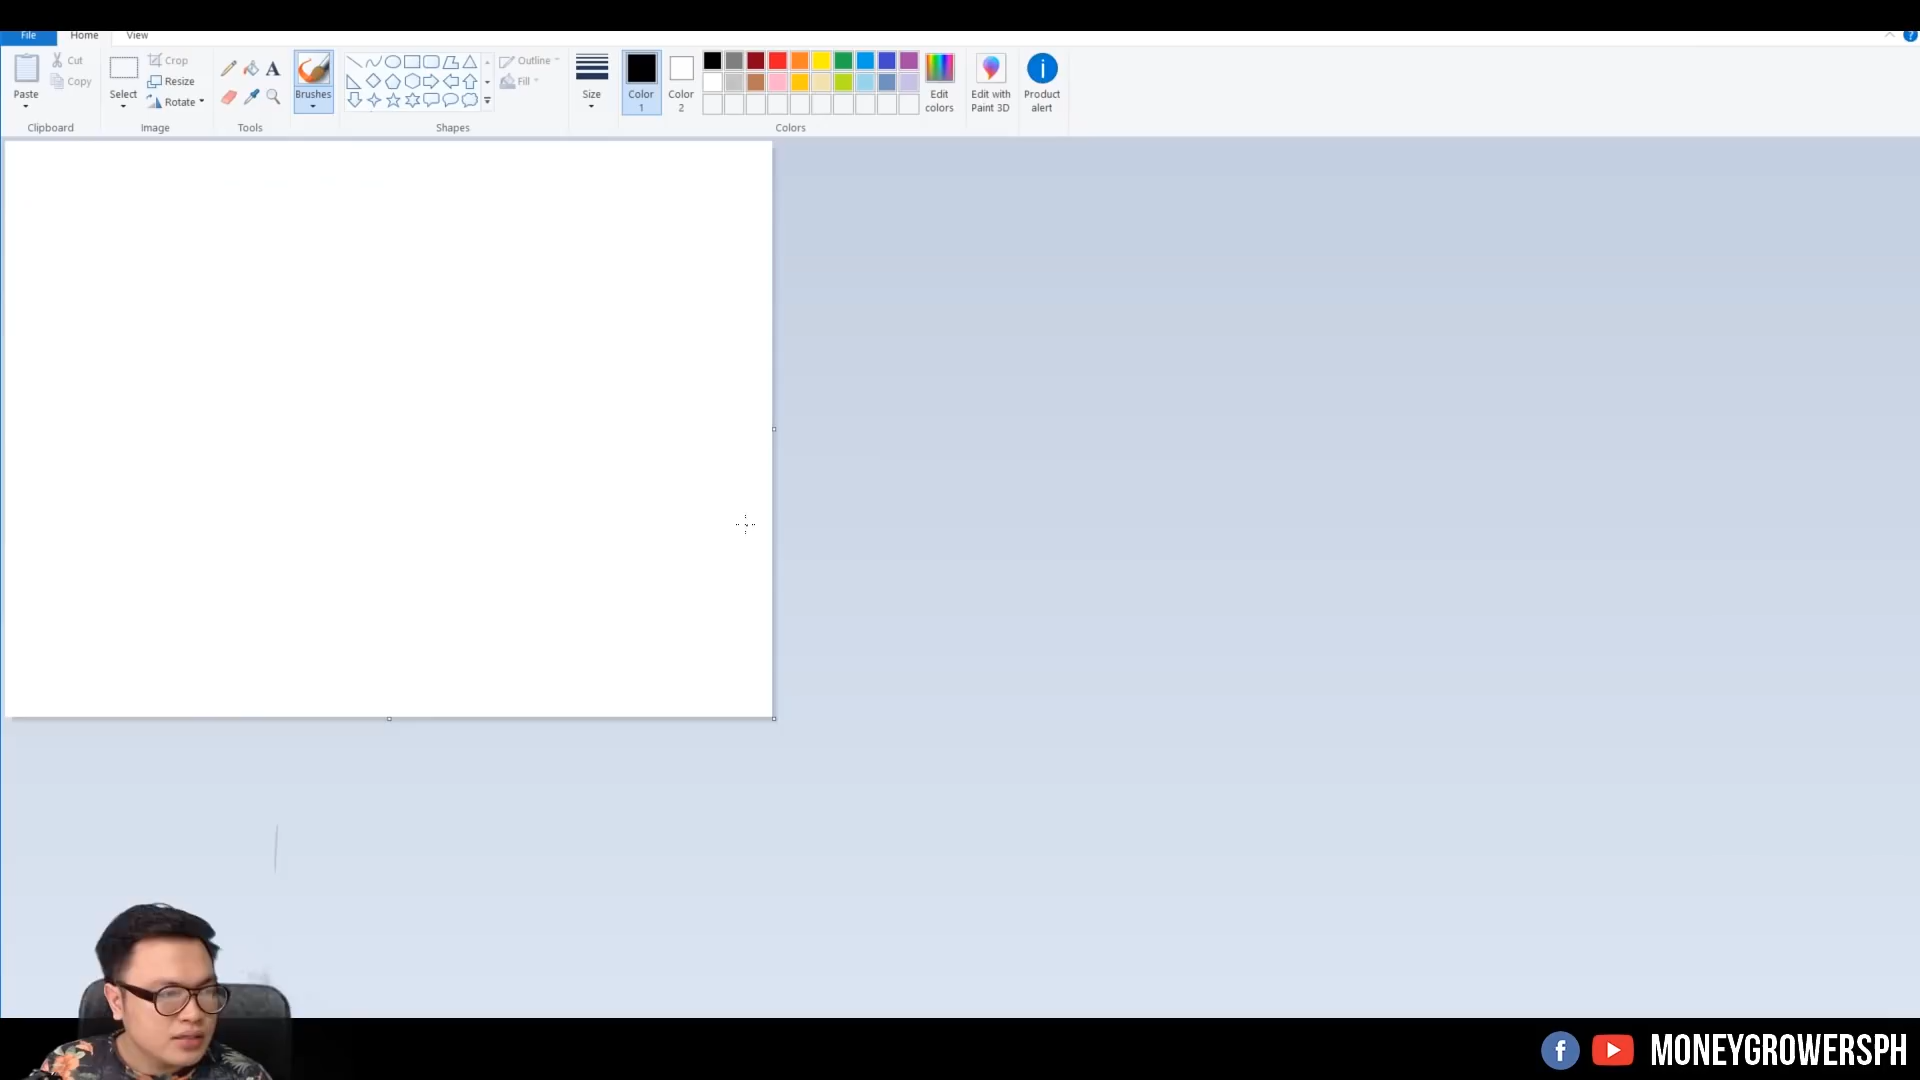 File Home View
Paste Cut Copy Clipboard
Select Crop Resize Rotate Image
A
Tools
Brushes
Outline Fill Shapes
Size
Color 1
Color 2
Edit colors
Colors
Edit with Paint 3D
Product alert
MONEYGROWERSPH